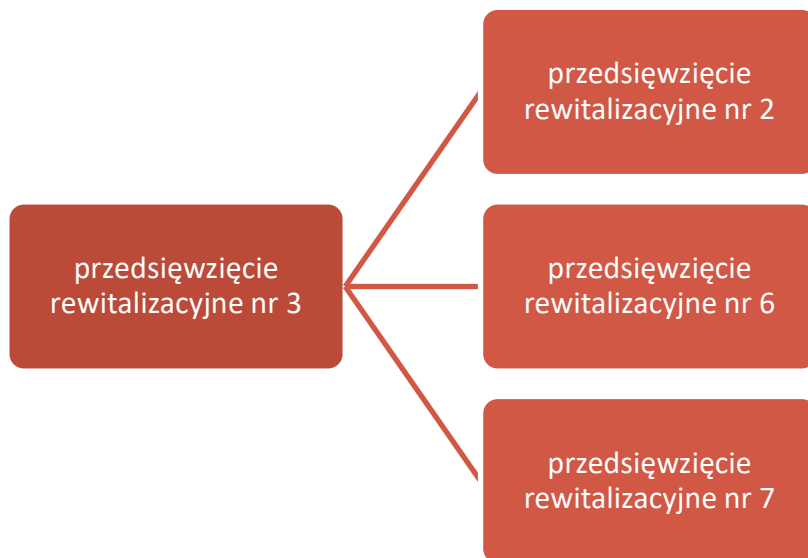 przedsięwzięcie
rewitalizacyjne nr 3
przedsięwzięcie
rewitalizacyjne nr 2
przedsięwzięcie
rewitalizacyjne nr 6
przedsięwzięcie
rewitalizacyjne nr 7